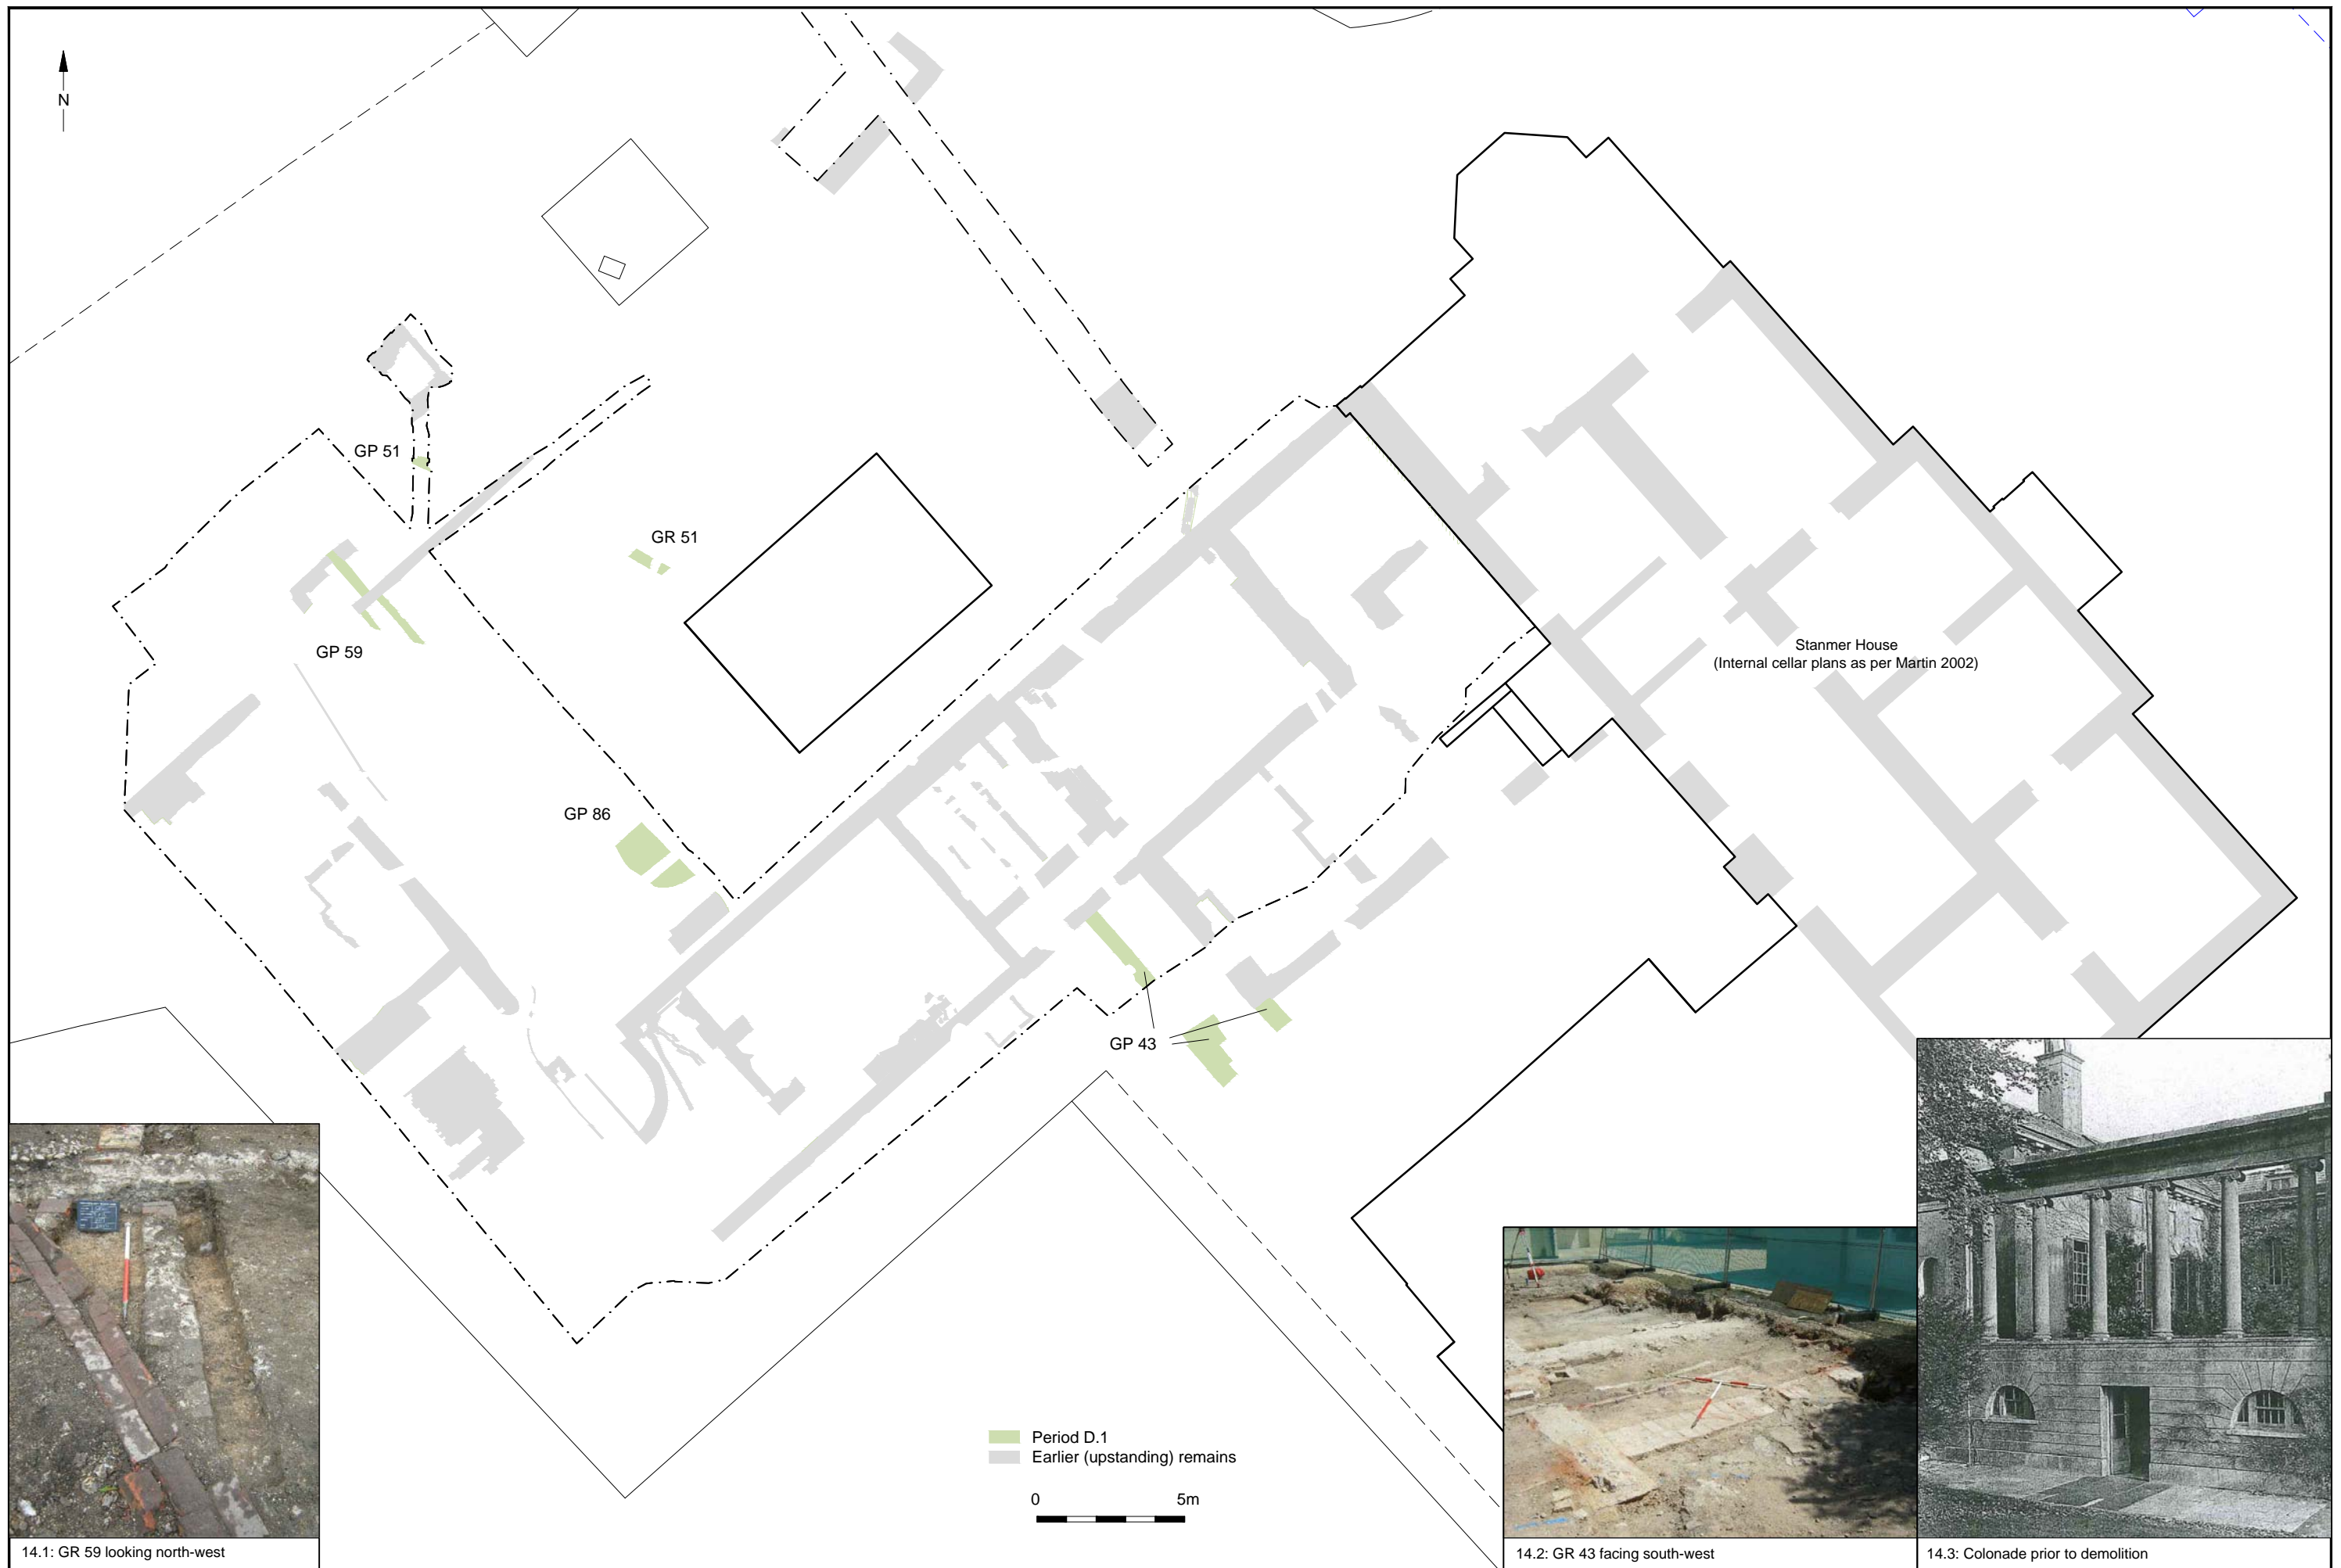 N
GP 51
GR 51
GP 59
Stanmer House
(Internal cellar plans as per Martin 2002)
GP 86
GP 43
Period D.1
Earlier (upstanding) remains
0 5m
14.1: GR 59 looking north-west
14.2: GR 43 facing south-west
14.3: Colonade prior to demolition